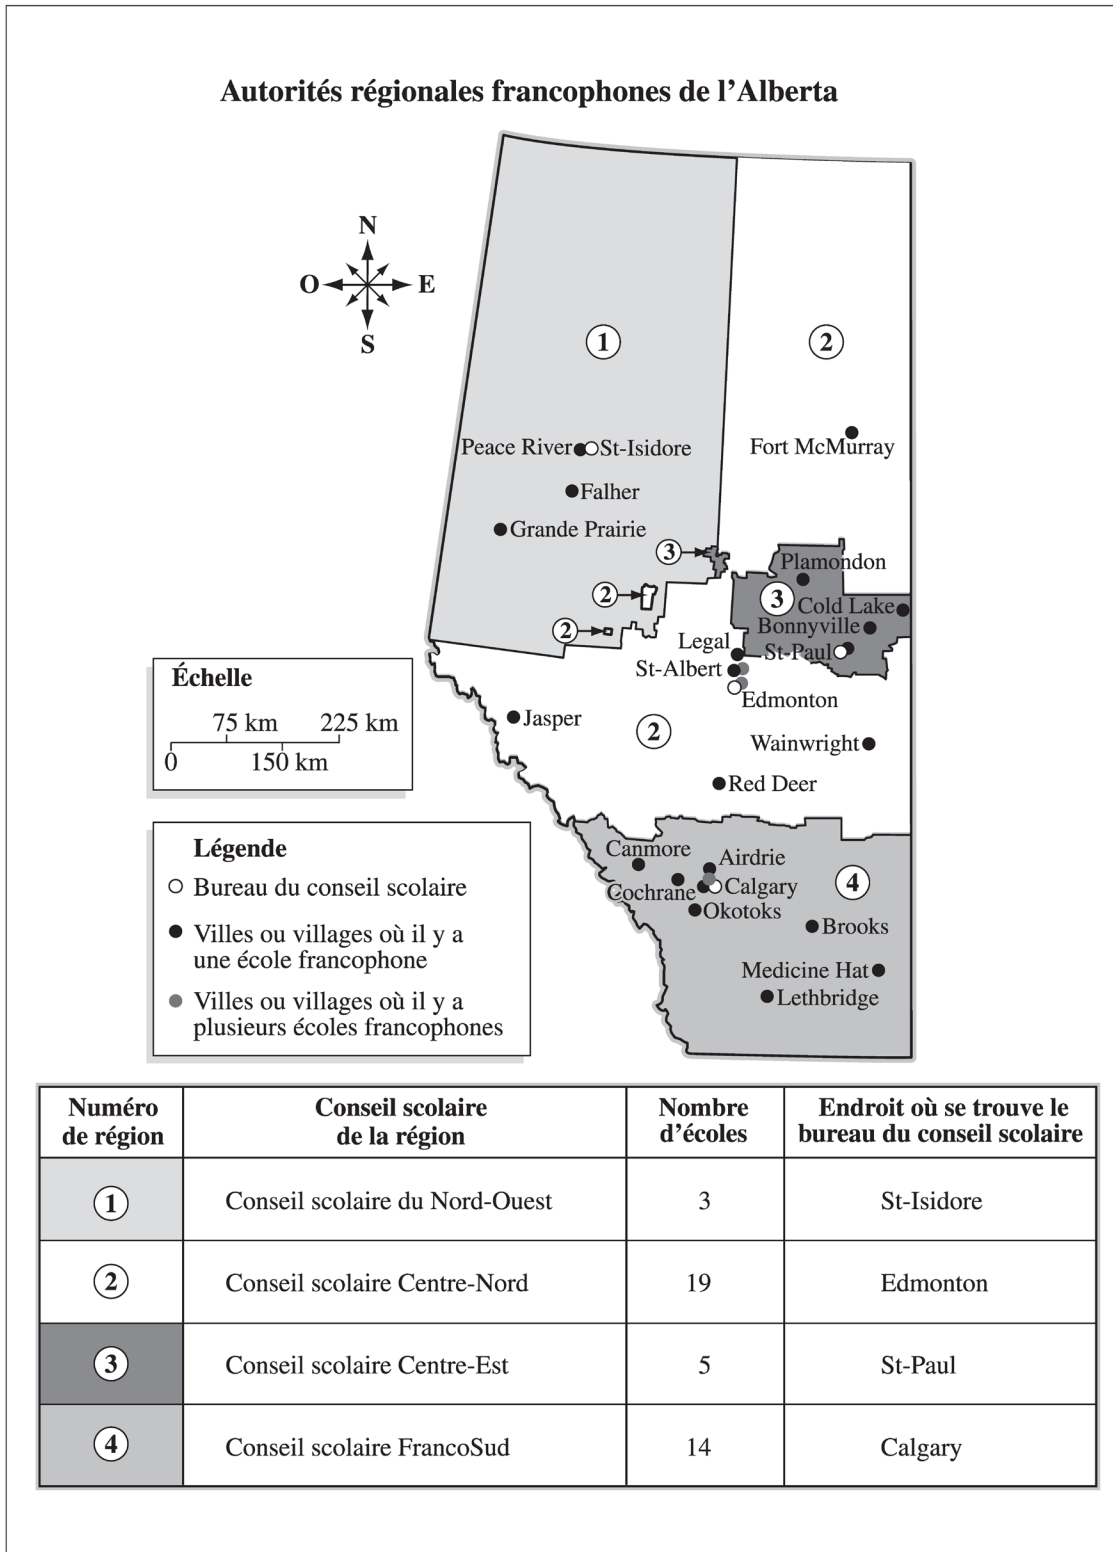 Autorités régionales francophones de l’Alberta
N
O E
S
1
2
Peace River St-Isidore
Fort McMurray
Falher
Grande Prairie
3
Plamondon
2
3
Cold Lake
Bonnyville
2
Legal
St-Paul
St-Albert
Edmonton
Jasper
2
Wainwright
Red Deer
Échelle
75 km 225 km
0 150 km
Canmore
Airdrie
4
Cochrane
Calgary
Okotoks
Brooks
Medicine Hat
Lethbridge
Légende
Bureau du conseil scolaire
Villes ou villages où il y a
une école francophone
Villes ou villages où il y a
plusieurs écoles francophones
Numéro
de région
Conseil scolaire
de la région
Nombre
d’écoles
Endroit où se trouve le
bureau du conseil scolaire
1 Conseil scolaire du Nord-Ouest 3 St-Isidore
2 Conseil scolaire Centre-Nord 19 Edmonton
3 Conseil scolaire Centre-Est 5 St-Paul
4 Conseil scolaire FrancoSud 14 Calgary